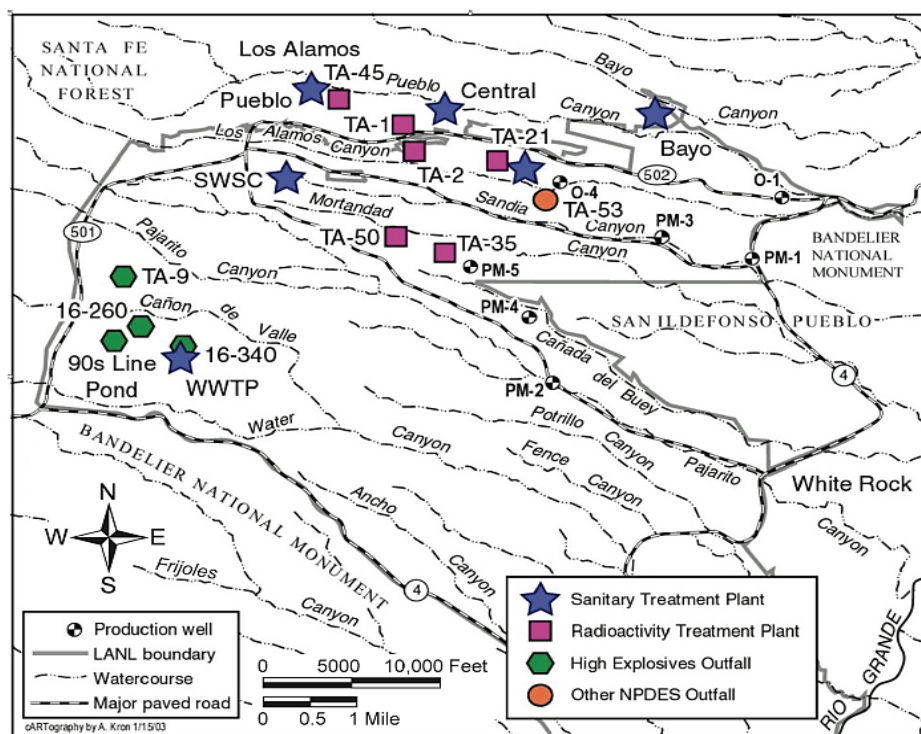 SANTA FE
NATIONAL
FOREST
Los Alamos
TA-45
Pueblo
Pueblo
Central
Bayo
Canyon
Canyon
Bayo
TA-1
Los Alamos
Canyon
TA-2
TA-21
502
SWSC
O-4
O-1
TA-53
Sandia
Canyon
PM-3
PM-1
BANDELIER
NATIONAL
MONUMENT
Mortandad
Canyon
501
TA-50
TA-35
PM-5
Pajarito
Canyon
TA-9
16-260
Cañon
de
Valle
PM-4
SAN ILDEFONSO PUEBLO
90s Line
Pond
16-340
WWTP
Cañada
del Buey
PM-2
4
Water
Canyon
Potrillo
Canyon
Fence
Canyon
Pajarito
White Rock
Canyon
BANDELIER NATIONAL MONUMENT
Ancho
Canyon
N
W
E
S
Frijoles
Canyon
4
RIO GRANDE
Production well
LANL boundary
Watercourse
Major paved road
0 5000 10,000 Feet
0 0.5 1 Mile
Sanitary Treatment Plant
Radioactivity Treatment Plant
High Explosives Outfall
Other NPDES Outfall
cARTography by A. Kron 1/15/03